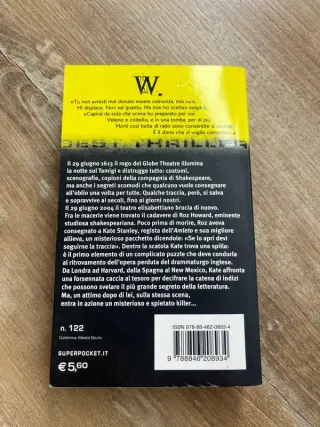 W.
«Tu non avresti mai dovuto essere coinvolta, mia cara.
Mi dispiace. Non sai quanto. Ma non ho scelta»
«Capirai da sola che scena ho preparato per voi.
Veleno e coltello, e in una tomba, per di più.
Morti così belle di rado sono consentite ai
È il dono che di voglio
BEST THRILLER
Il 29 giugno 1613 il rogo del Globe Theatre illumina
la notte sul Tamigi e distrugge tutto: costumi,
scenografie, copioni della compagnia di Shakespeare,
ma anche i segreti scomodi che qualcuno vuole consegnare
all'oblio una volta per tutte. Qualche traccia, però, si salva
e sopravvive ai secoli, fino ai giorni nostri.
Il 29 giugno 2004 il teatro elisabettiano brucia di nuovo.
Fra le macerie viene trovato il cadavere di Roz Howard, eminente
studiosa shakespeariana. Poco prima di morire, Roz aveva
consegnato a Kate Stanley, regista dell'Amleto e sua migliore
allieva, un misterioso pacchetto dicendole: «Se lo apri devi
seguirne la traccia». Dentro la scatola Kate trova una spilla:
è il primo elemento di un complicato puzzle che deve condurla
al ritrovamento dell'opera perduta del drammaturgo inglese.
Da Londra ad Harvard, dalla Spagna al New Mexico, Kate affronta
una forsennata caccia al tesoro per decifrare la catena di indizi
che possono svelare il più grande segreto della letteratura.
Ma, un attimo dopo di lei, sulla stessa scena,
entra in azione un misterioso e spietato killer...
n. 122
SUPERPOCKET.IT
€ 5,60
ISBN 978-88-462-0893-4
9 788846 208934